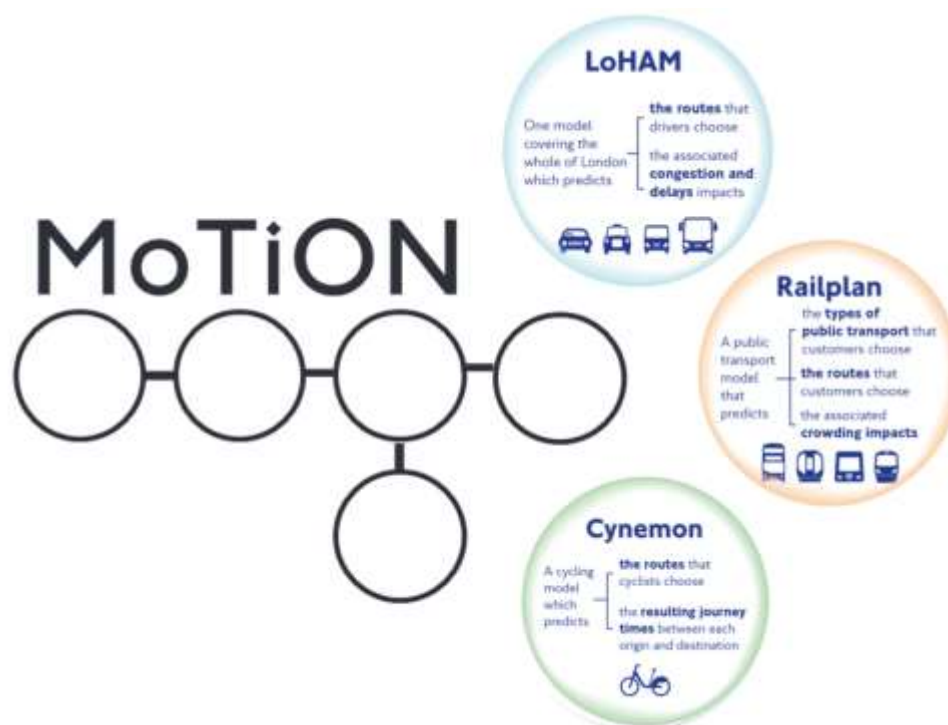 MoTiON
LoHAM
One model
covering the
whole of London
which predicts
the routes that
drivers choose
the associated
congestion and
delays impacts
Railplan
A public
transport
model
that
predicts
the types of
public transport that
customers choose
the routes that
customers choose
the associated
crowding impacts
Cynemon
A cycling
model
which
predicts
the routes that
cyclists choose
the resulting journey
times between each
origin and destination